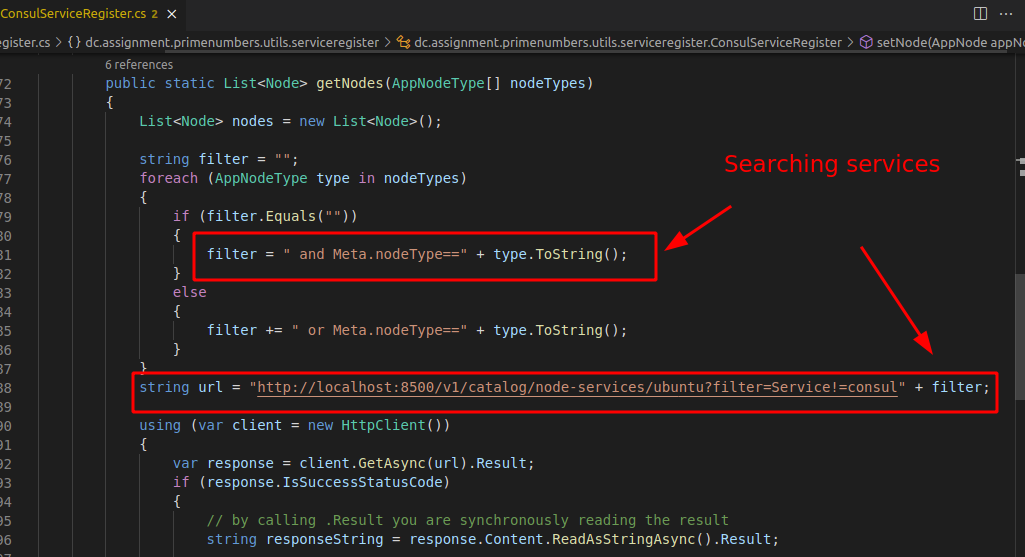 ConsulServiceRegister.cs 2 ×
egister.cs > {} dc.assignment.primenumbers.utils.serviceregister > dc.assignment.primenumbers.utils.serviceregister.ConsulServiceRegister > setNode(AppNode appNo
6 references
72 public static List<Node> getNodes(AppNodeType[] nodeTypes)
73 {
74 List<Node> nodes = new List<Node>();
75
76 string filter = "";
77 foreach (AppNodeType type in nodeTypes)
78 {
79 if (filter.Equals(""))
80 {
81 filter = " and Meta.nodeType==" + type.ToString();
82 }
83 else
84 {
85 filter += " or Meta.nodeType==" + type.ToString();
86 }
87 }
88 string url = "http://localhost:8500/v1/catalog/node-services/ubuntu?filter=Service!=consul" + filter;
89
90 using (var client = new HttpClient())
91 {
92 var response = client.GetAsync(url).Result;
93 if (response.IsSuccessStatusCode)
94 {
95 // by calling .Result you are synchronously reading the result
96 string responseString = response.Content.ReadAsStringAsync().Result;
Searching services